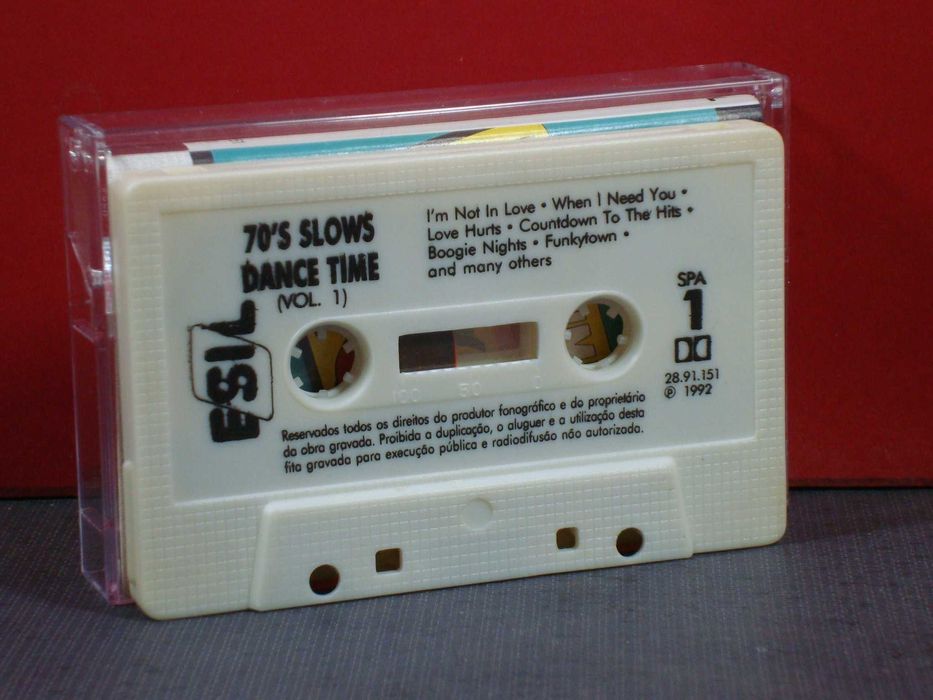 70'S SLOWS
DANCE TIME
(VOL. 1)
I'm Not In Love • When I Need You •
Love Hurts • Countdown To The Hits •
Boogie Nights • Funkytown •
and many others
ESIL
SPA
1
28.91.151
℗ 1992
100 50 0
Reservados todos os direitos do produtor fonográfico e do proprietário
da obra gravada. Proibida a duplicação, o aluguer e a utilização desta
fita gravada para execução pública e radiodifusão não autorizada.